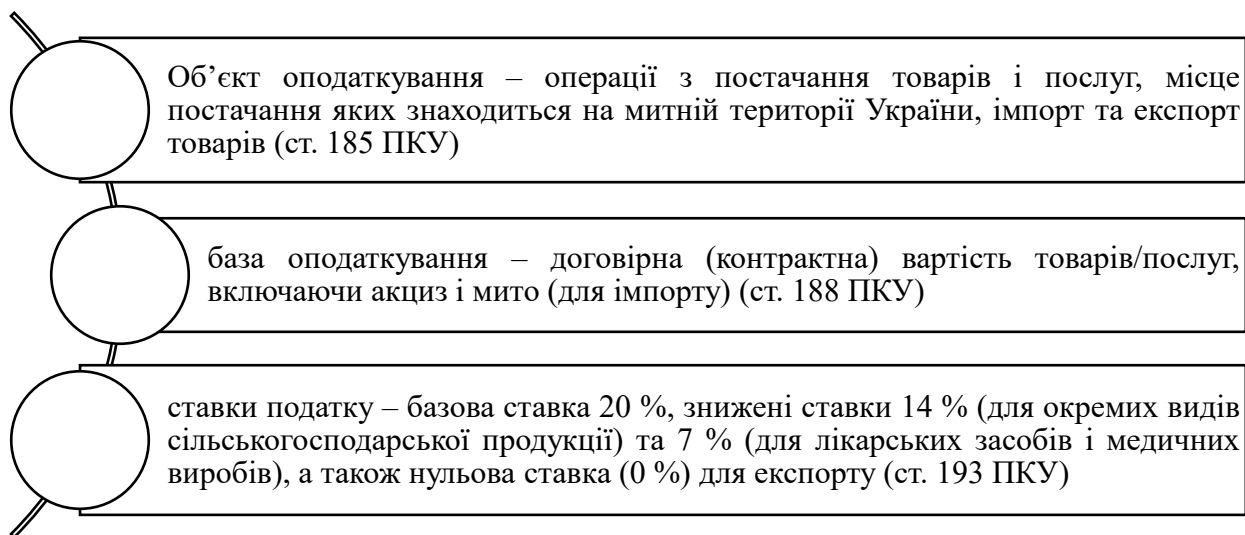 Об’єкт оподаткування – операції з постачання товарів і послуг, місце
постачання яких знаходиться на митній території України, імпорт та експорт
товарів (ст. 185 ПКУ)
база оподаткування – договірна (контрактна) вартість товарів/послуг,
включаючи акциз і мито (для імпорту) (ст. 188 ПКУ)
ставки податку – базова ставка 20 %, знижені ставки 14 % (для окремих видів
сільськогосподарської продукції) та 7 % (для лікарських засобів і медичних
виробів), а також нульова ставка (0 %) для експорту (ст. 193 ПКУ)